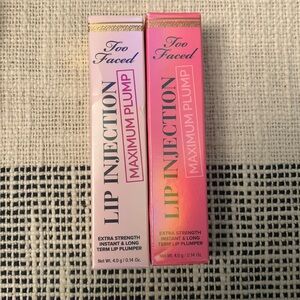 Too
Faced
LIP INJECTION
MAXIMUM PLUMP
EXTRA STRENGTH
INSTANT & LONG
TERM LIP PLUMPER
Net Wt. 4.0 g / 0.14 Oz.
Too
Faced
LIP INJECTION
MAXIMUM PLUMP
EXTRA STRENGTH
INSTANT & LONG
TERM LIP PLUMPER
Net Wt. 4.0 g / 0.14 Oz.